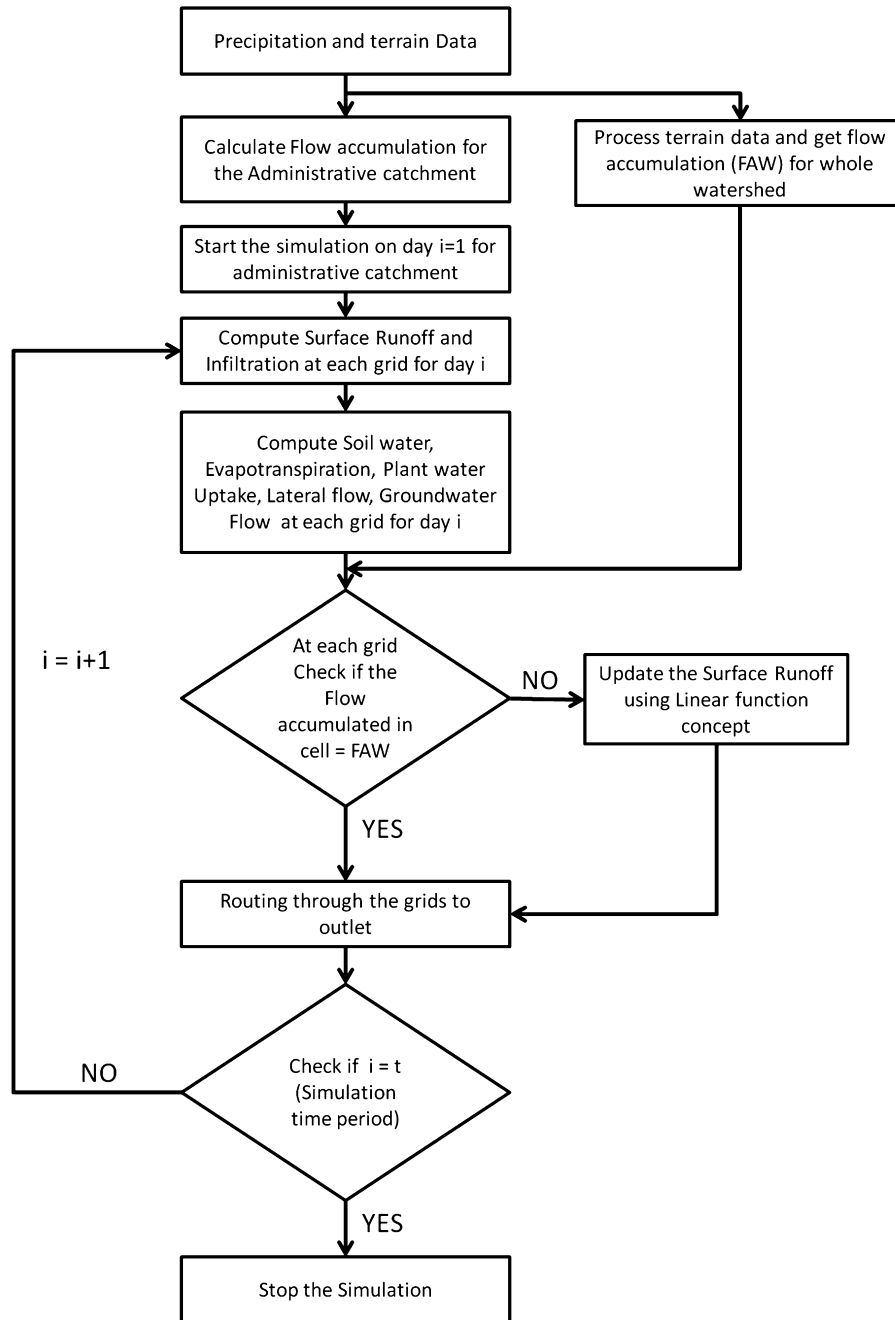 Precipitation and terrain Data
Calculate Flow accumulation for
the Administrative catchment
Process terrain data and get flow
accumulation (FAW) for whole
watershed
Start the simulation on day i=1 for
administrative catchment
Compute Surface Runoff and
Infiltration at each grid for day i
Compute Soil water,
Evapotranspiration, Plant water
Uptake, Lateral flow, Groundwater
Flow at each grid for day i
i = i+1
At each grid
Check if the
Flow
accumulated in
cell = FAW
NO
Update the Surface Runoff
using Linear function
concept
YES
Routing through the grids to
outlet
Check if i = t
(Simulation
time period)
NO
YES
Stop the Simulation